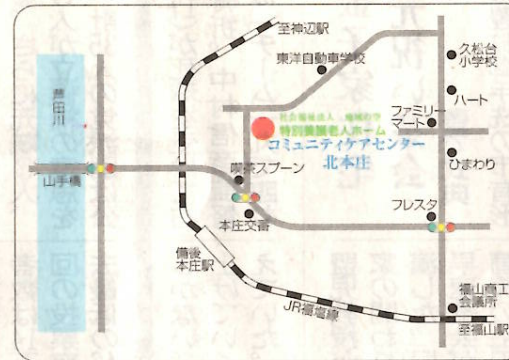 至神辺駅
東洋自動車学校
久松台
小学校
ハート
ファミリー
マート
ひまわり
芦田川
社会福祉法人
特別養護老人ホーム
コミュニティケアセンター
北本庄
喫茶スプーン
山手橋
本庄交番
フレスタ
備後
本庄駅
JR福塩線
福山商工
会議所
至福山駅